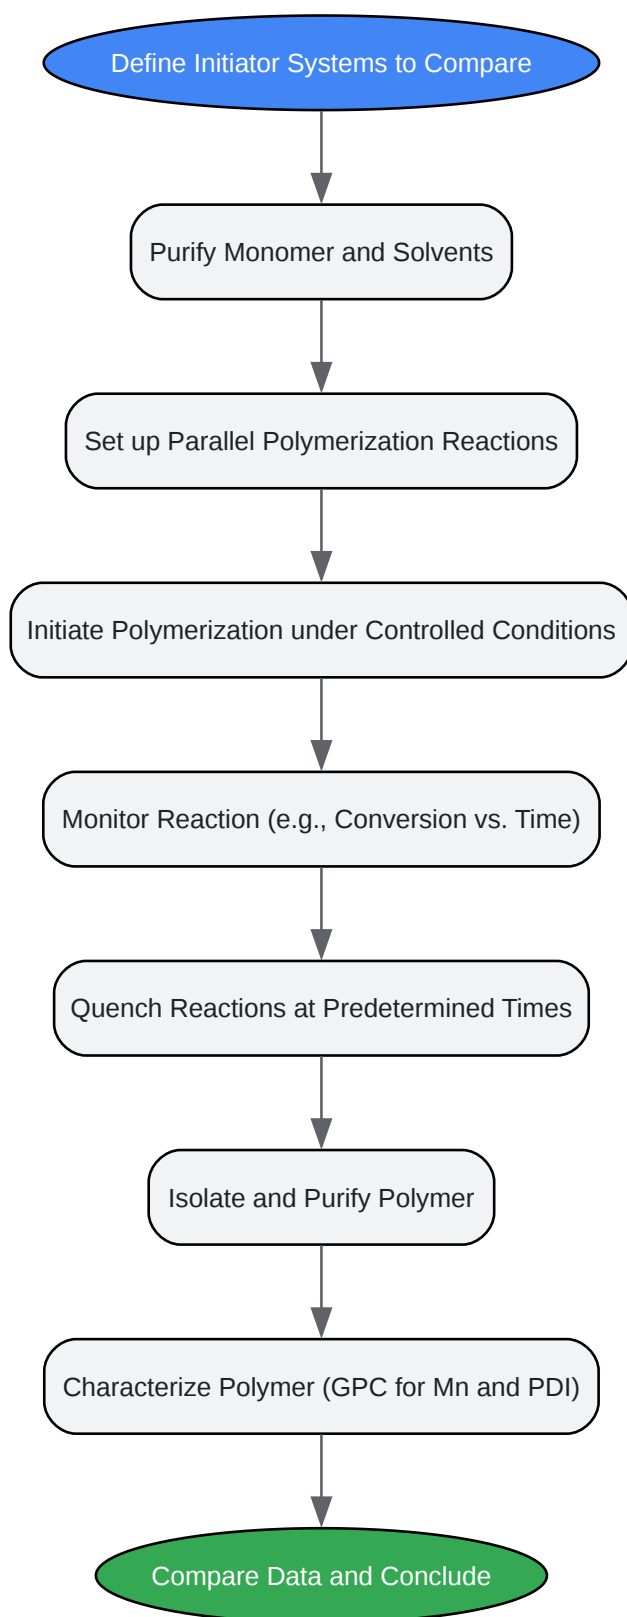 Define Initiator Systems to Compare
Purify Monomer and Solvents
Set up Parallel Polymerization Reactions
Initiate Polymerization under Controlled Conditions
Monitor Reaction (e.g., Conversion vs. Time)
Quench Reactions at Predetermined Times
Isolate and Purify Polymer
Characterize Polymer (GPC for Mn and PDI)
Compare Data and Conclude